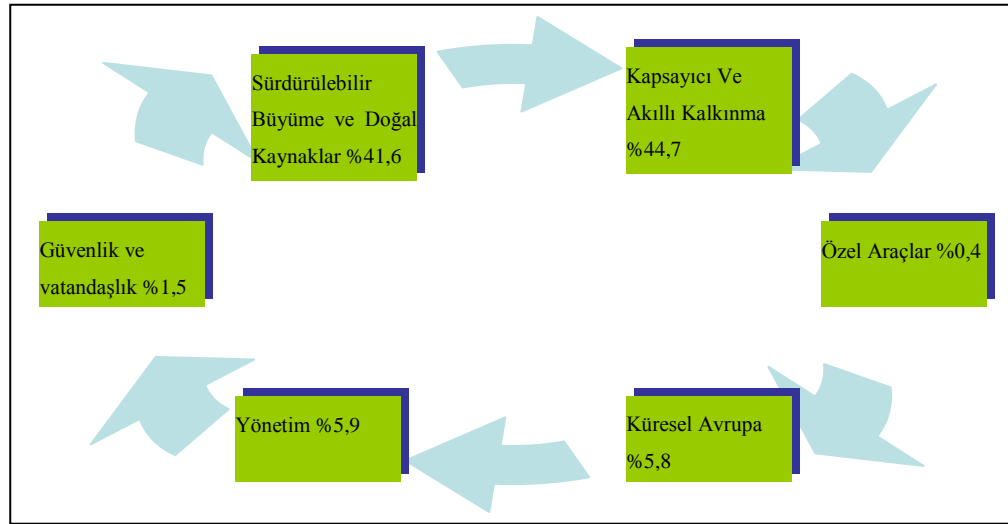 Sürdürülebilir
Büyüme ve Doğal
Kaynaklar %41,6
Kapsayıcı Ve
Akıllı Kalkınma
%44,7
Güvenlik ve
vatandaşlık %1,5
Özel Araçlar %0,4
Yönetim %5,9
Küresel Avrupa
%5,8